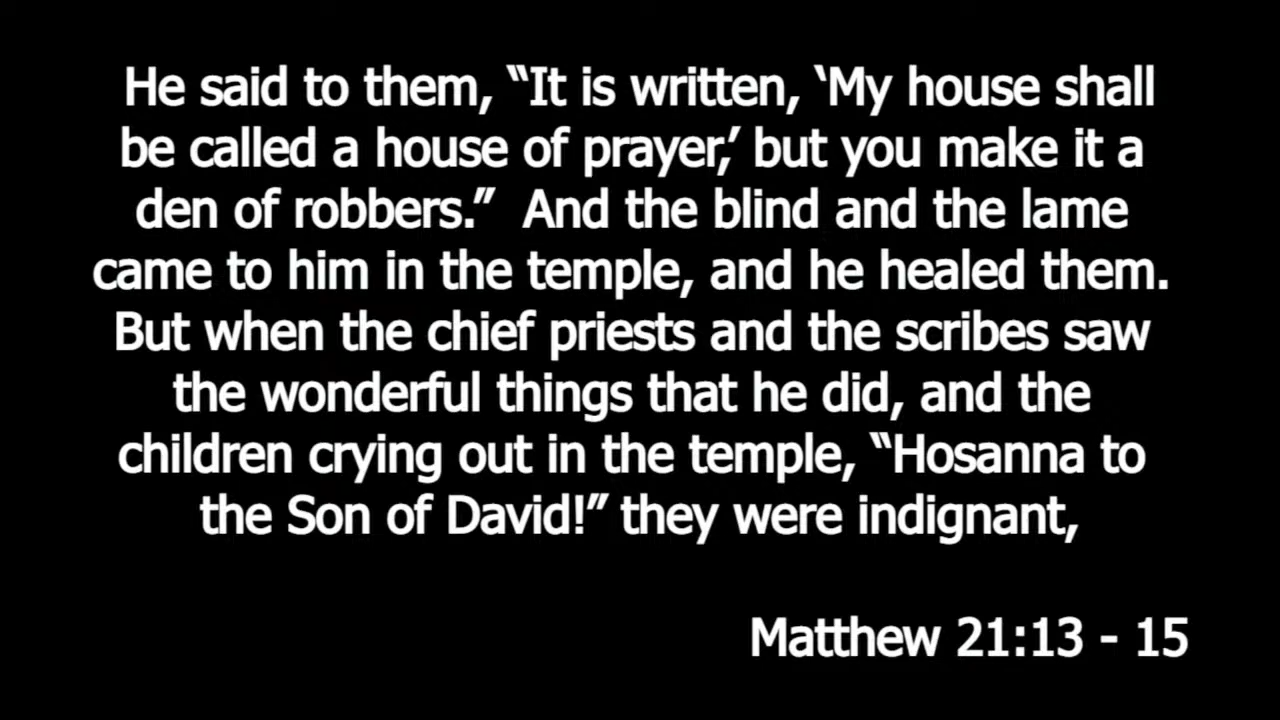 He said to them, “It is written, ‘My house shall
be called a house of prayer,’ but you make it a
den of robbers.”  And the blind and the lame
came to him in the temple, and he healed them.
But when the chief priests and the scribes saw
the wonderful things that he did, and the
children crying out in the temple, “Hosanna to
the Son of David!” they were indignant,
Matthew 21:13 - 15